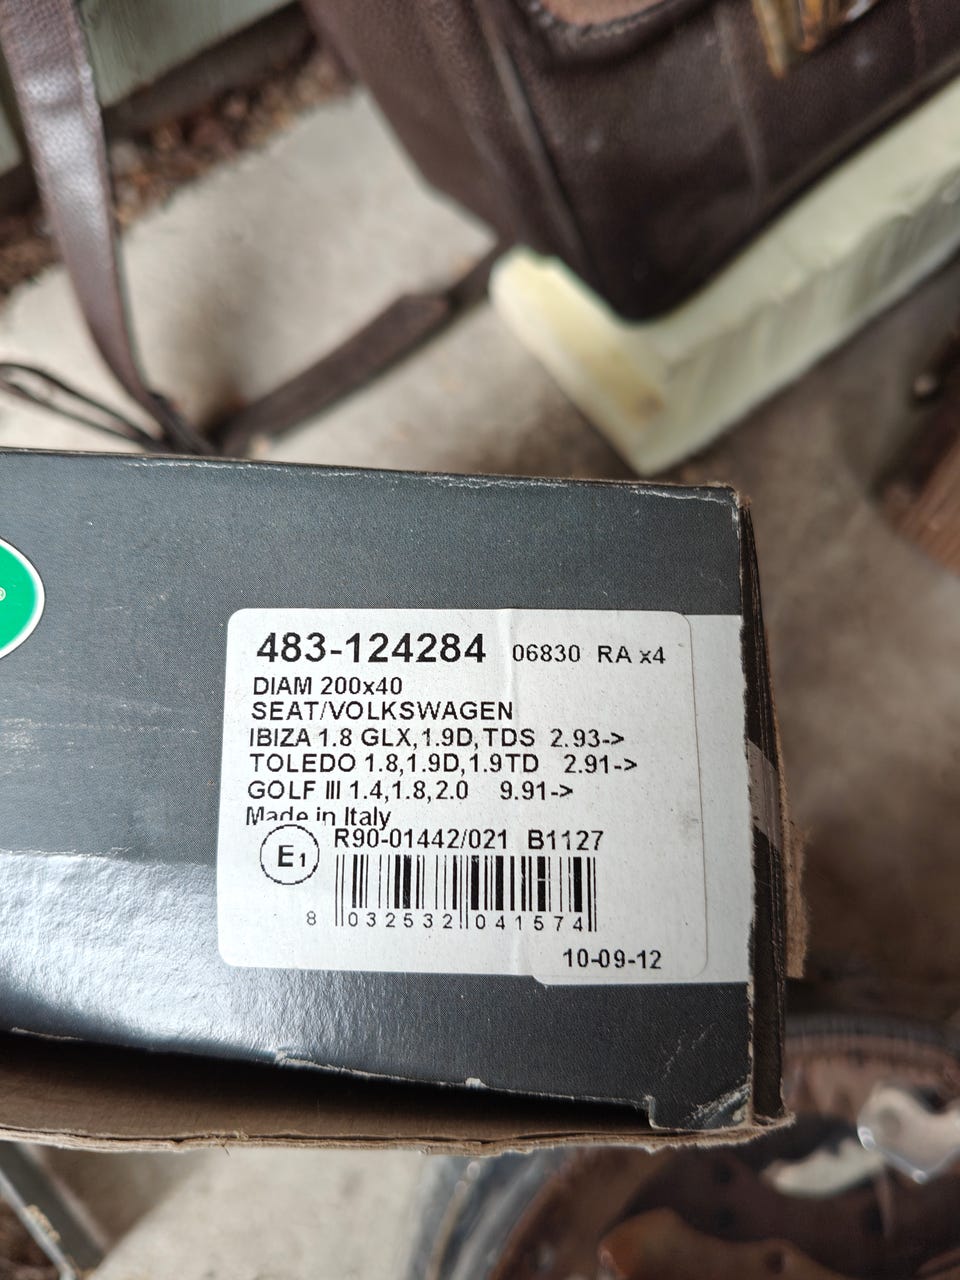 ®
483-124284 06830 RA x4
DIAM 200x40
SEAT/VOLKSWAGEN
IBIZA 1.8 GLX,1.9D,TDS 2.93->
TOLEDO 1.8,1.9D,1.9TD 2.91->
GOLF III 1.4,1.8,2.0 9.91->
Made in Italy
E1 R90-01442/021 B1127
8 032532 041574
10-09-12